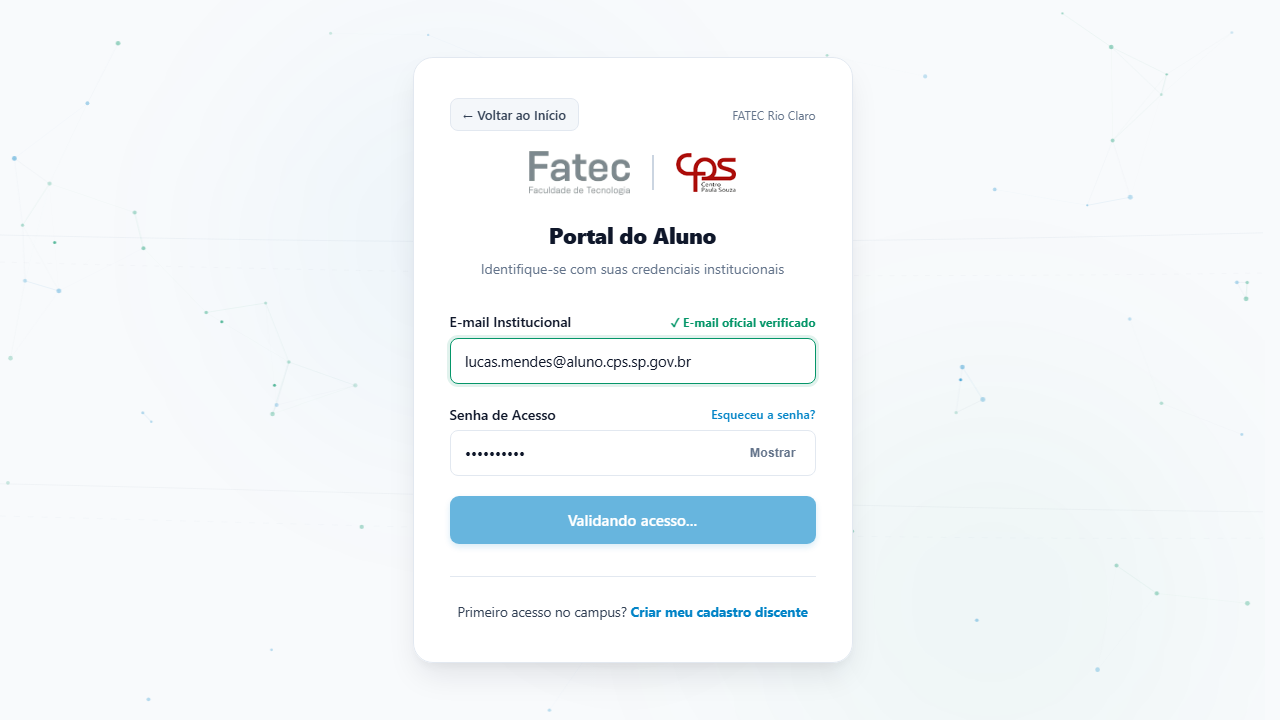 ← Voltar ao Início
FATEC Rio Claro
Fatec
Faculdade de Tecnologia
cps
Centro
Paula Souza
Portal do Aluno
Identifique-se com suas credenciais institucionais
E-mail Institucional
✓ E-mail oficial verificado
lucas.mendes@aluno.cps.sp.gov.br
Senha de Acesso
Esqueceu a senha?
••••••••••
Mostrar
Validando acesso...
Primeiro acesso no campus? Criar meu cadastro discente